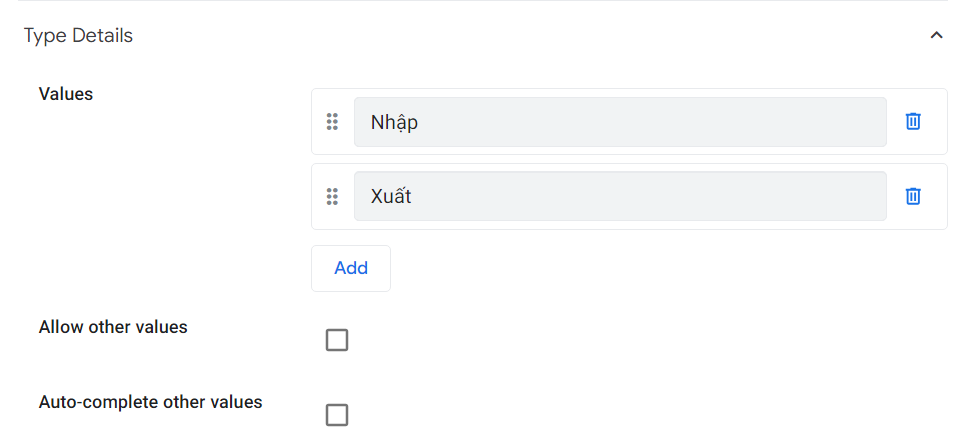 Type Details
Values
Nhập
Xuất
Add
Allow other values
Auto-complete other values